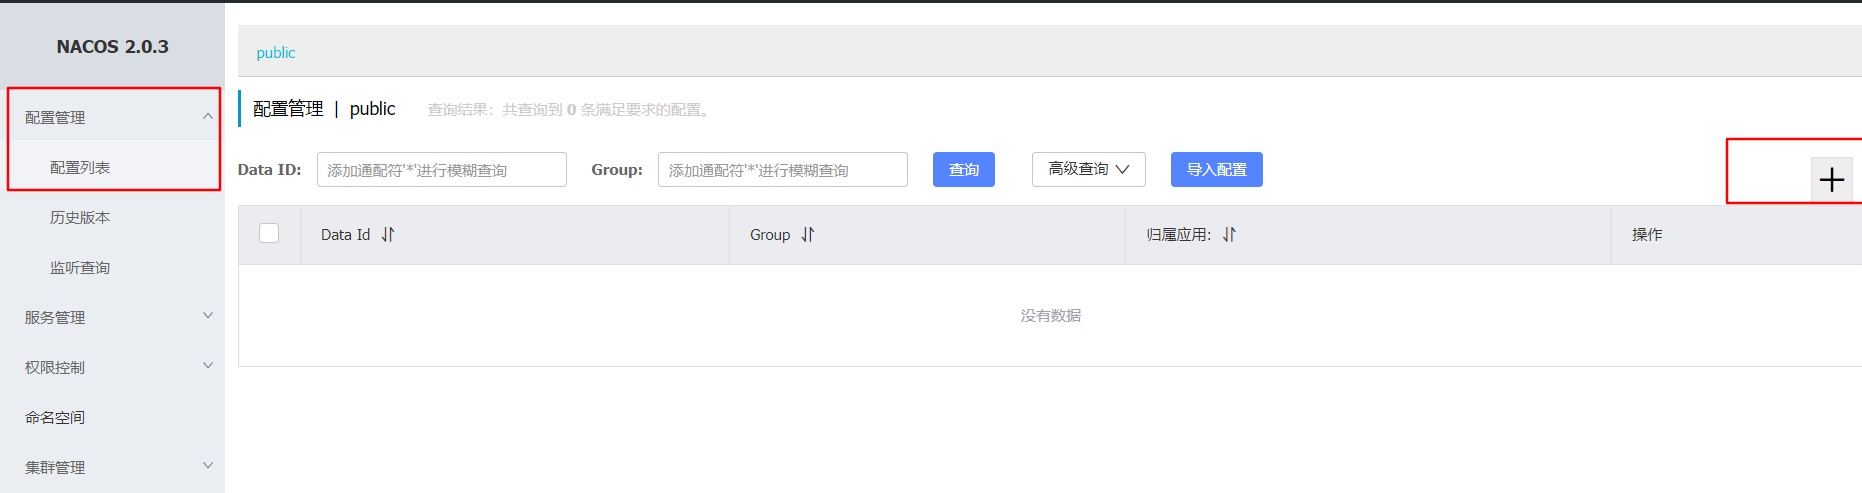 NACOS 2.0.3
配置管理
配置列表
历史版本
监听查询
服务管理
权限控制
命名空间
集群管理
public
配置管理 | public 查询结果：共查询到 0 条满足要求的配置。
Data ID: 添加通配符'*'进行模糊查询 Group: 添加通配符'*'进行模糊查询 查询 高级查询 导入配置
Data Id Group 归属应用: 操作
没有数据